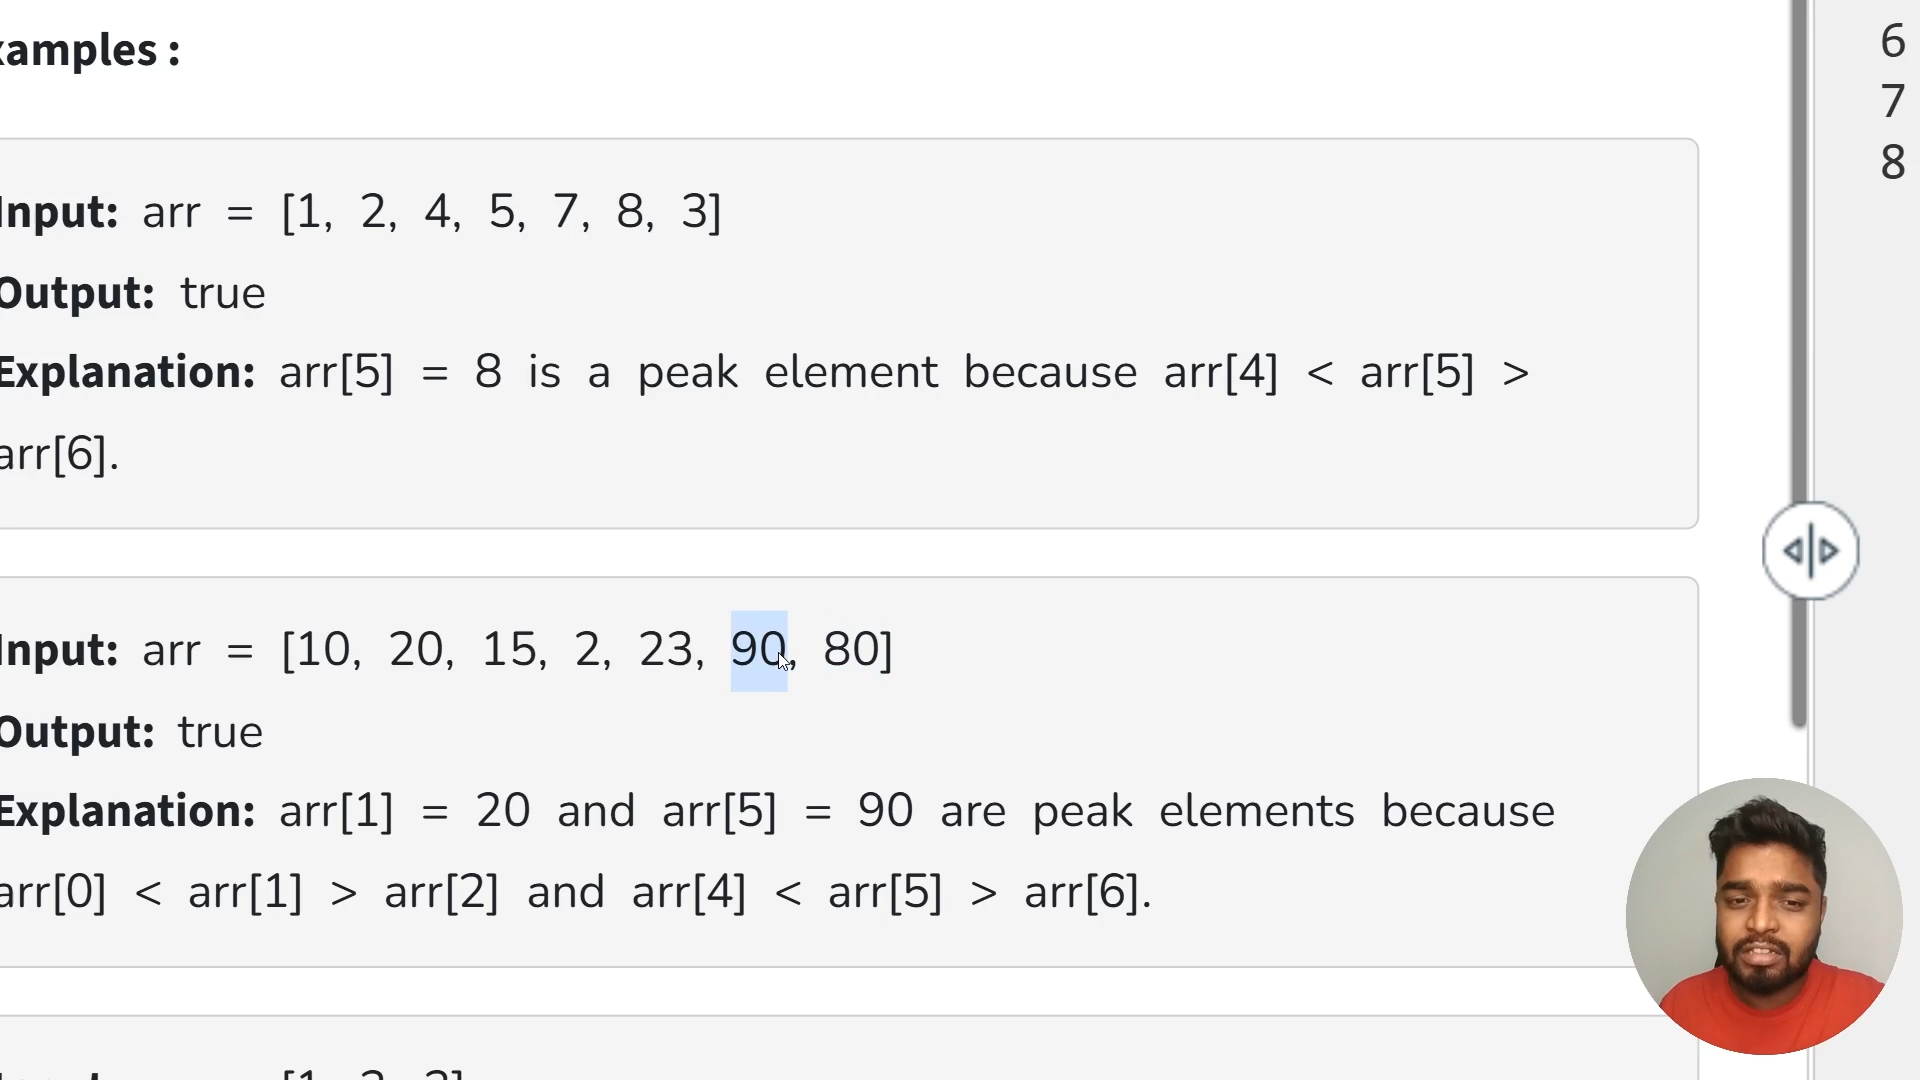 xamples :
6
7
8
Input: arr = [1, 2, 4, 5, 7, 8, 3]
Output: true
Explanation: arr[5] = 8 is a peak element because arr[4] < arr[5] >
arr[6].
Input: arr = [10, 20, 15, 2, 23, 90, 80]
Output: true
Explanation: arr[1] = 20 and arr[5] = 90 are peak elements because
arr[0] < arr[1] > arr[2] and arr[4] < arr[5] > arr[6].